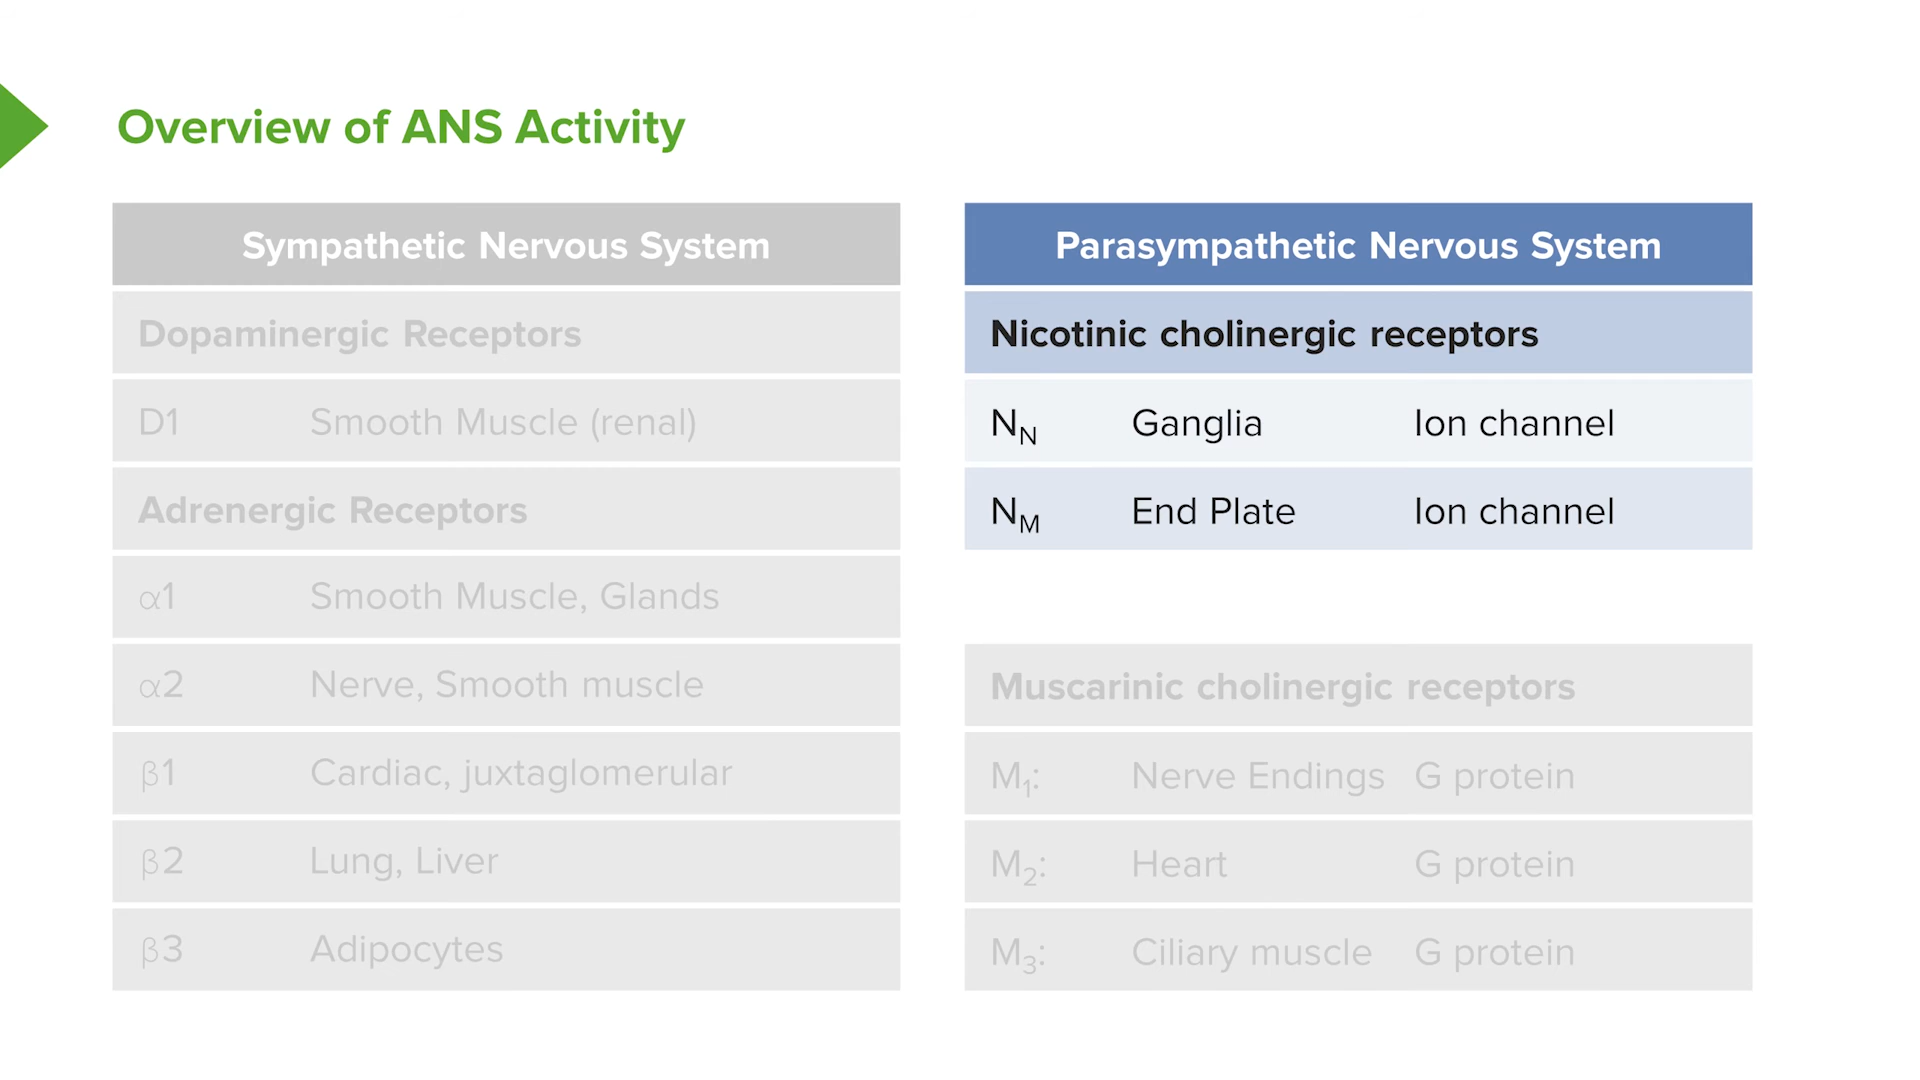 Overview of ANS Activity
Sympathetic Nervous System
Dopaminergic Receptors
D1 Smooth Muscle (renal)
Adrenergic Receptors
α1 Smooth Muscle, Glands
α2 Nerve, Smooth muscle
β1 Cardiac, juxtaglomerular
β2 Lung, Liver
β3 Adipocytes
Parasympathetic Nervous System
Nicotinic cholinergic receptors
N_N Ganglia Ion channel
N_M End Plate Ion channel
Muscarinic cholinergic receptors
M₁: Nerve Endings G protein
M₂: Heart G protein
M₃: Ciliary muscle G protein